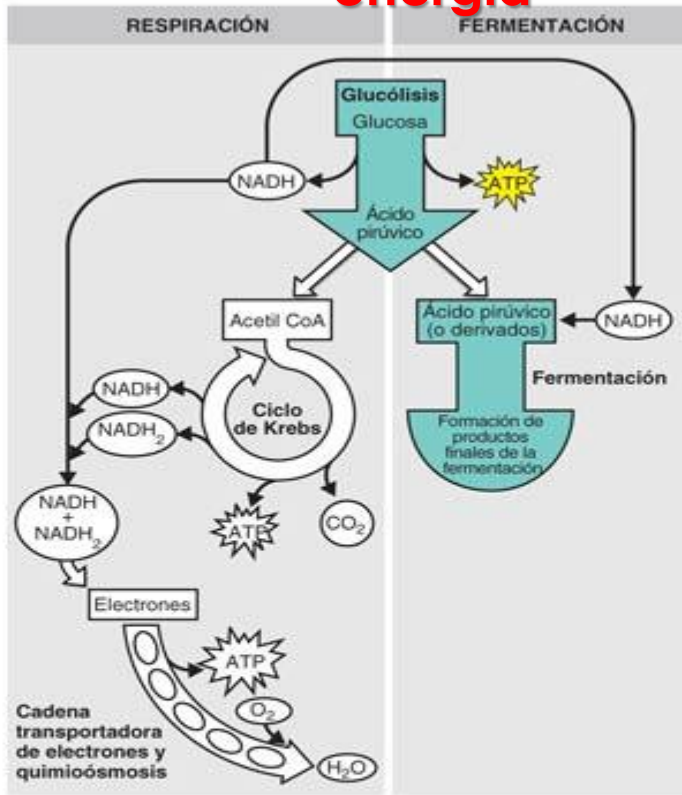 energía
RESPIRACIÓN
FERMENTACIÓN
Glucólisis
Glucosa
NADH
ATP
Ácido
pirúvico
Acetil CoA
Ácido pirúvico
(o derivados)
NADH
Fermentación
NADH
Ciclo
de Krebs
NADH₂
Formación de
productos
finales de la
fermentación
NADH
+
NADH₂
ATP
CO₂
Electrones
ATP
O₂
Cadena
transportadora
de electrones y
quimioósmosis
H₂O